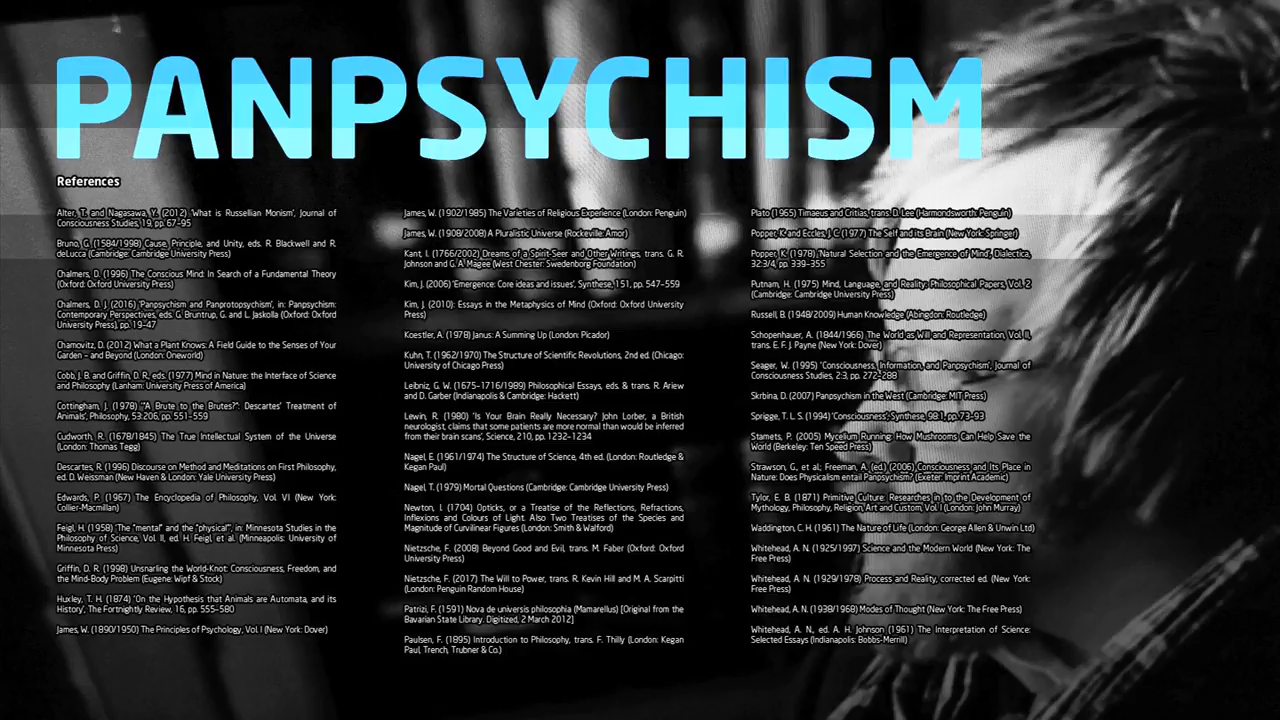 PANPSYCHISM
References
Alter, T. and Nagasawa, Y. (2012) 'What is Russellian Monism', Journal of
Consciousness Studies, 19, pp. 67–95
Bruno, G. (1584/1998) Cause, Principle, and Unity, eds. R. Blackwell and R.
deLucca (Cambridge: Cambridge University Press)
Chalmers, D. (1996) The Conscious Mind: In Search of a Fundamental Theory
(Oxford: Oxford University Press)
Chalmers, D. J. (2016) 'Panpsychism and Panprotopsychism', in: Panpsychism:
Contemporary Perspectives, eds. G. Bruntrup, G. and L. Jaskolla (Oxford: Oxford
University Press), pp. 19–47
Chamovitz, D. (2012) What a Plant Knows: A Field Guide to the Senses of Your
Garden – and Beyond (London: Oneworld)
Cobb, J. B. and Griffin, D. R., eds. (1977) Mind in Nature: the Interface of Science
and Philosophy (Lanham: University Press of America)
Cottingham, J. (1978) '"A Brute to the Brutes?": Descartes' Treatment of
Animals', Philosophy, 53:206, pp. 551–559
Cudworth, R. (1678/1845) The True Intellectual System of the Universe
(London: Thomas Tegg)
Descartes, R. (1996) Discourse on Method and Meditations on First Philosophy,
ed. D. Weissman (New Haven & London: Yale University Press)
Edwards, P. (1967) The Encyclopedia of Philosophy, Vol. VI (New York:
Collier-Macmillan)
Feigl, H. (1958) 'The "mental" and the "physical"', in: Minnesota Studies in the
Philosophy of Science, Vol. II, ed. H. Feigl, et al. (Minneapolis: University of
Minnesota Press)
Griffin, D. R. (1998) Unsnarling the World-Knot: Consciousness, Freedom, and
the Mind-Body Problem (Eugene: Wipf & Stock)
Huxley, T. H. (1874) 'On the Hypothesis that Animals are Automata, and its
History', The Fortnightly Review, 16, pp. 555–580
James, W. (1890/1950) The Principles of Psychology, Vol. I (New York: Dover)
James, W. (1902/1985) The Varieties of Religious Experience (London: Penguin)
James, W. (1908/2008) A Pluralistic Universe (Rockeville: Amor)
Kant, I. (1766/2002) Dreams of a Spirit-Seer and Other Writings, trans. G. R.
Johnson and G. A. Magee (West Chester: Swedenborg Foundation)
Kim, J. (2006) 'Emergence: Core ideas and issues', Synthese, 151, pp. 547–559
Kim, J. (2010): Essays in the Metaphysics of Mind (Oxford: Oxford University
Press)
Koestler, A. (1978) Janus: A Summing Up (London: Picador)
Kuhn, T. (1962/1970) The Structure of Scientific Revolutions, 2nd ed. (Chicago:
University of Chicago Press)
Leibniz, G. W. (1675–1716/1989) Philosophical Essays, eds. & trans. R. Ariew
and D. Garber (Indianapolis & Cambridge: Hackett)
Lewin, R. (1980) 'Is Your Brain Really Necessary? John Lorber, a British
neurologist, claims that some patients are more normal than would be inferred
from their brain scans', Science, 210, pp. 1232–1234
Nagel, E. (1961/1974) The Structure of Science, 4th ed. (London: Routledge &
Kegan Paul)
Nagel, T. (1979) Mortal Questions (Cambridge: Cambridge University Press)
Newton, I. (1704) Opticks, or a Treatise of the Reflections, Refractions,
Inflexions and Colours of Light. Also Two Treatises of the Species and
Magnitude of Curvilinear Figures (London: Smith & Walford)
Nietzsche, F. (2008) Beyond Good and Evil, trans. M. Faber (Oxford: Oxford
University Press)
Nietzsche, F. (2017) The Will to Power, trans. R. Kevin Hill and M. A. Scarpitti
(London: Penguin Random House)
Patrizi, F. (1591) Nova de universis philosophia (Mamarellus) [Original from the
Bavarian State Library. Digitized, 2 March 2012]
Paulsen, F. (1895) Introduction to Philosophy, trans. F. Thilly (London: Kegan
Paul, Trench, Trubner & Co.)
Plato (1965) Timaeus and Critias, trans. D. Lee (Harmondsworth: Penguin)
Popper, K. and Eccles, J. C. (1977) The Self and its Brain (New York: Springer)
Popper, K. (1978) 'Natural Selection and the Emergence of Mind', Dialectica,
32:3/4, pp. 339–355
Putnam, H. (1975) Mind, Language, and Reality: Philosophical Papers, Vol. 2
(Cambridge: Cambridge University Press)
Russell, B. (1948/2009) Human Knowledge (Abingdon: Routledge)
Schopenhauer, A. (1844/1966) The World as Will and Representation, Vol. II,
trans. E. F. J. Payne (New York: Dover)
Seager, W. (1995) 'Consciousness, Information, and Panpsychism', Journal of
Consciousness Studies, 2:3, pp. 272–288
Skrbina, D. (2007) Panpsychism in the West (Cambridge: MIT Press)
Sprigge, T. L. S. (1994) 'Consciousness', Synthese, 98:1, pp. 73–93
Stamets, P. (2005) Mycelium Running: How Mushrooms Can Help Save the
World (Berkeley: Ten Speed Press)
Strawson, G., et al.; Freeman, A. (ed.) (2006) Consciousness and Its Place in
Nature: Does Physicalism entail Panpsychism? (Exeter: Imprint Academic)
Tylor, E. B. (1871) Primitive Culture: Researches in to the Development of
Mythology, Philosophy, Religion, Art and Custom, Vol. I (London: John Murray)
Waddington, C. H. (1961) The Nature of Life (London: George Allen & Unwin Ltd)
Whitehead, A. N. (1925/1997) Science and the Modern World (New York: The
Free Press)
Whitehead, A. N. (1929/1978) Process and Reality, corrected ed. (New York:
Free Press)
Whitehead, A. N. (1938/1968) Modes of Thought (New York: The Free Press)
Whitehead, A. N., ed. A. H. Johnson (1961) The Interpretation of Science:
Selected Essays (Indianapolis: Bobbs-Merrill)